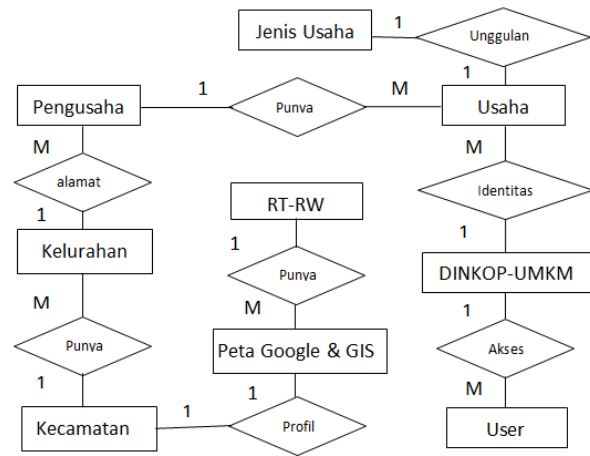 Jenis Usaha
1
Unggulan
1
Pengusaha
1
Punya
M
Usaha
M
M
alamat
RT-RW
Identitas
1
1
1
Kelurahan
Punya
DINKOP-UMKM
M
M
1
Punya
Peta Google & GIS
Akses
1
1
M
Kecamatan
1
Profil
User